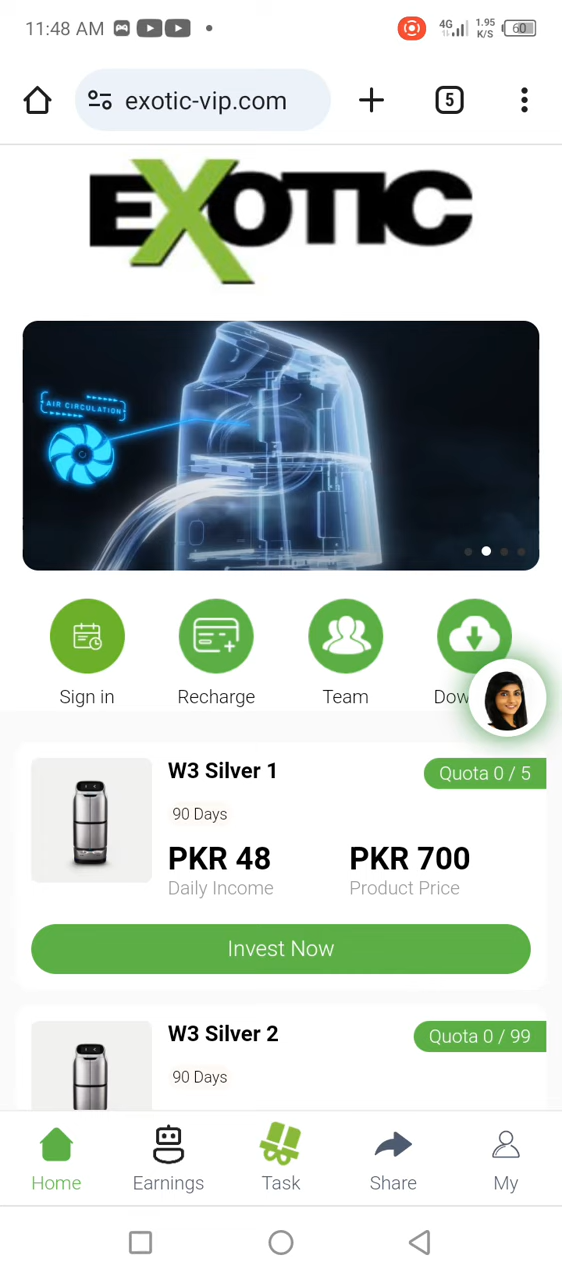 11:48 AM
4G
1.95
K/S
60
exotic-vip.com
5
EXOTIC
AIR CIRCULATION
Sign in
Recharge
Team
Dow
W3 Silver 1
Quota 0 / 5
90 Days
PKR 48
PKR 700
Daily Income
Product Price
Invest Now
W3 Silver 2
Quota 0 / 99
90 Days
Home
Earnings
Task
Share
My